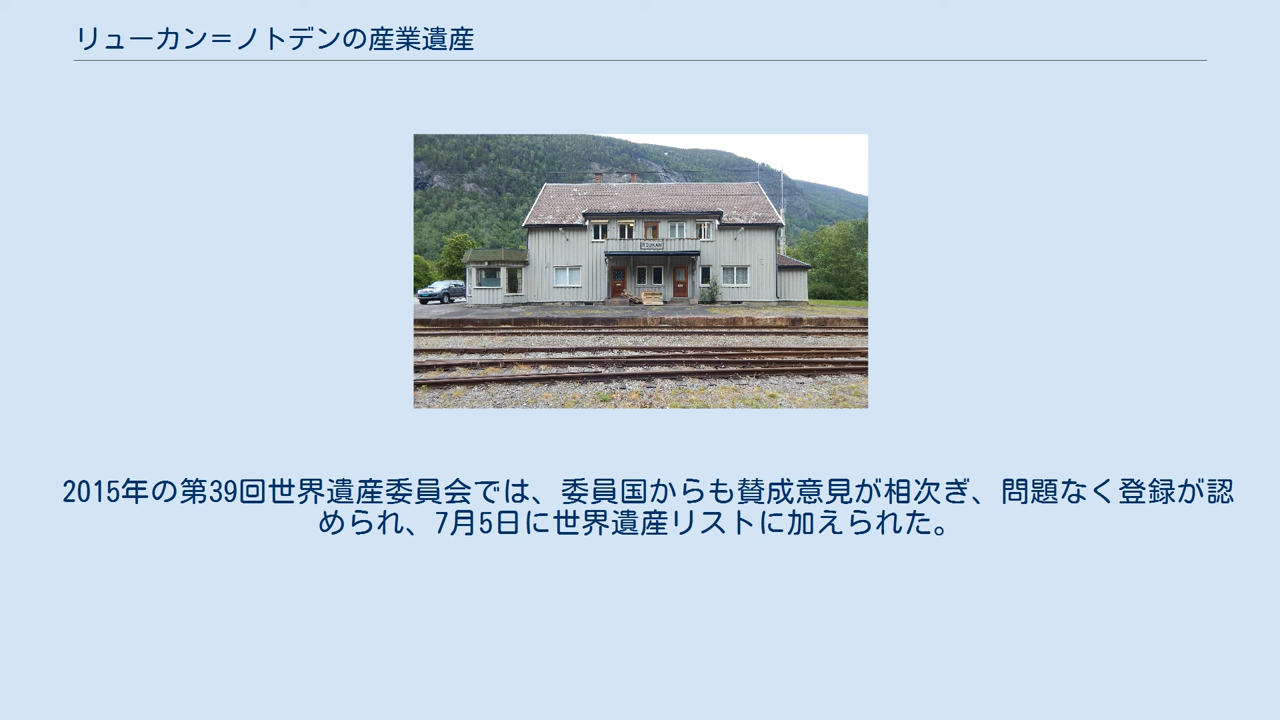 リューカン＝ノトデンの産業遺産
RJUKAN
2015年の第39回世界遺産委員会では、委員国からも賛成意見が相次ぎ、問題なく登録が認
められ、7月5日に世界遺産リストに加えられた。